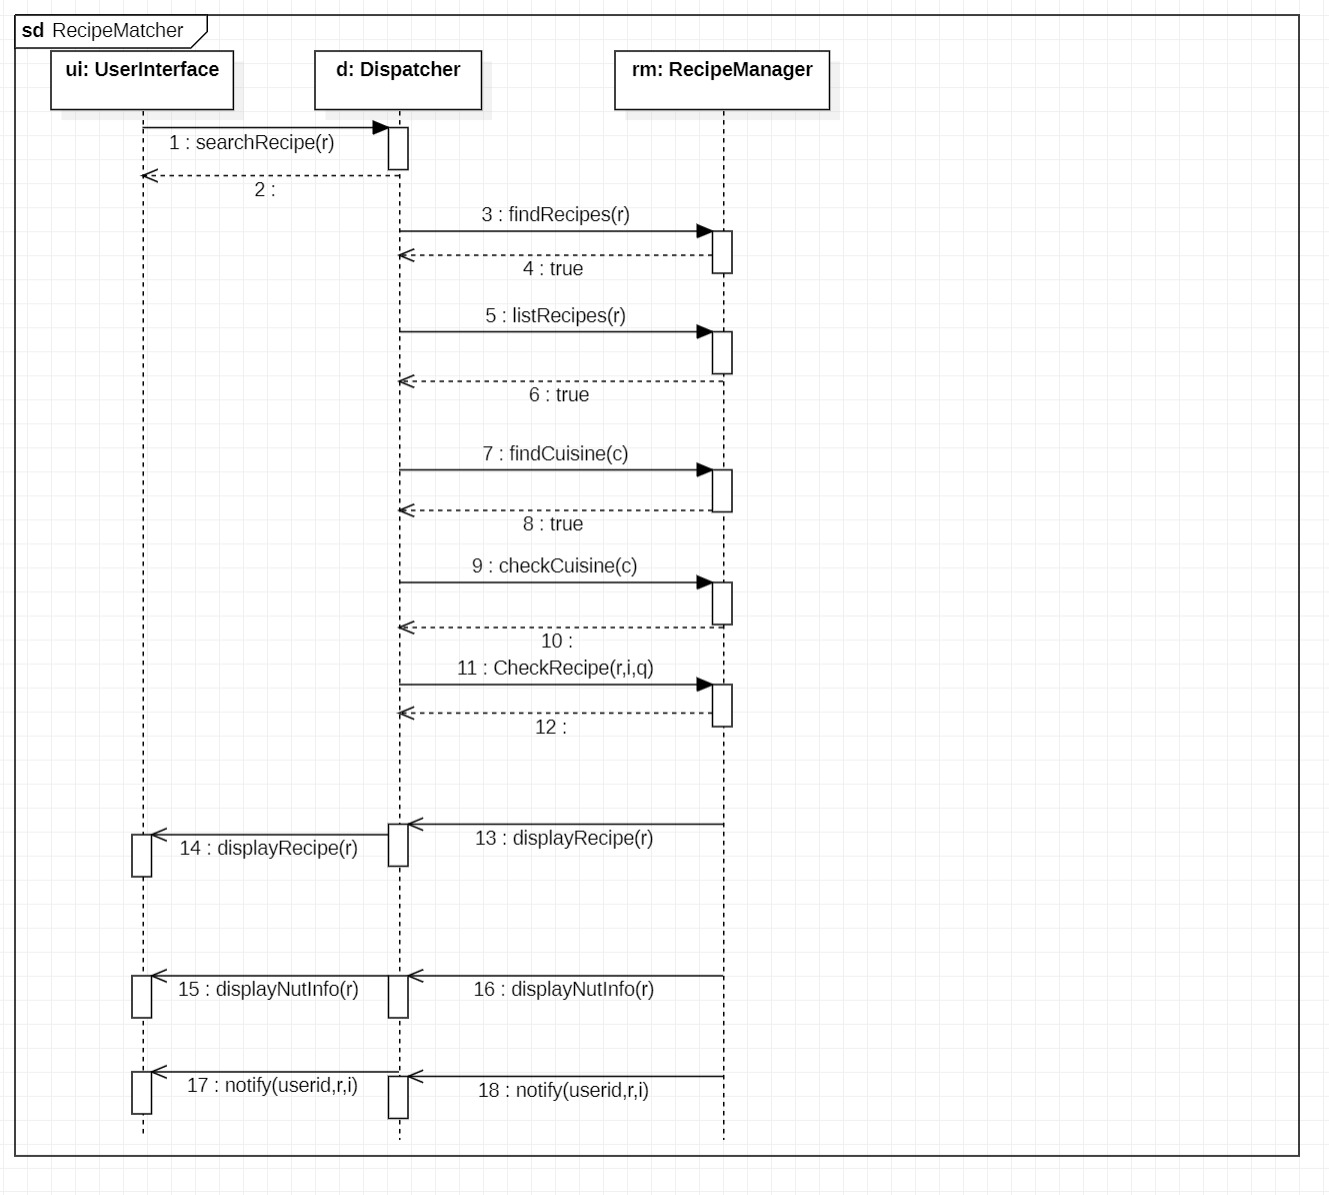 sd RecipeMatcher
ui: UserInterface
d: Dispatcher
rm: RecipeManager
1 : searchRecipe(r)
2 :
3 : findRecipes(r)
4 : true
5 : listRecipes(r)
6 : true
7 : findCuisine(c)
8 : true
9 : checkCuisine(c)
10 :
11 : CheckRecipe(r,i,q)
12 :
14 : displayRecipe(r)
13 : displayRecipe(r)
15 : displayNutInfo(r)
16 : displayNutInfo(r)
17 : notify(userid,r,i)
18 : notify(userid,r,i)